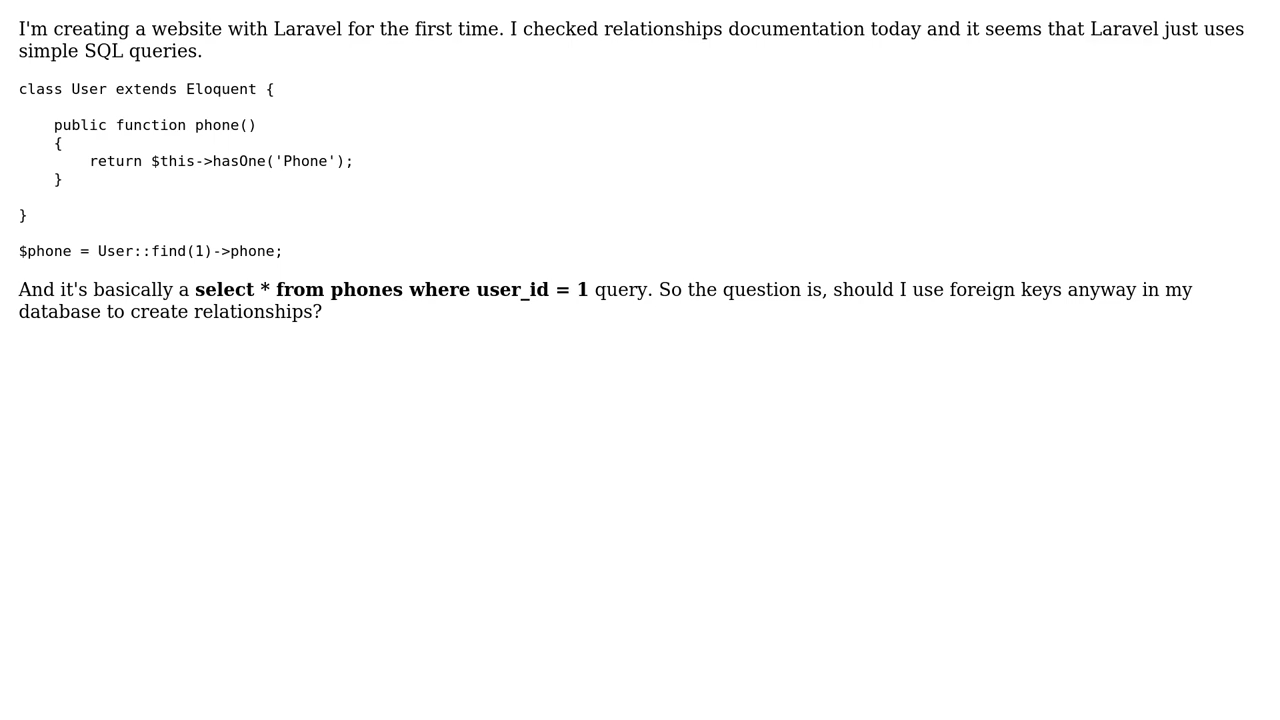 I'm creating a website with Laravel for the first time. I checked relationships documentation today and it seems that Laravel just uses
simple SQL queries.
class User extends Eloquent {
    public function phone()
    {
        return $this->hasOne('Phone');
    }
}
$phone = User::find(1)->phone;
And it's basically a select * from phones where user_id = 1 query. So the question is, should I use foreign keys anyway in my
database to create relationships?